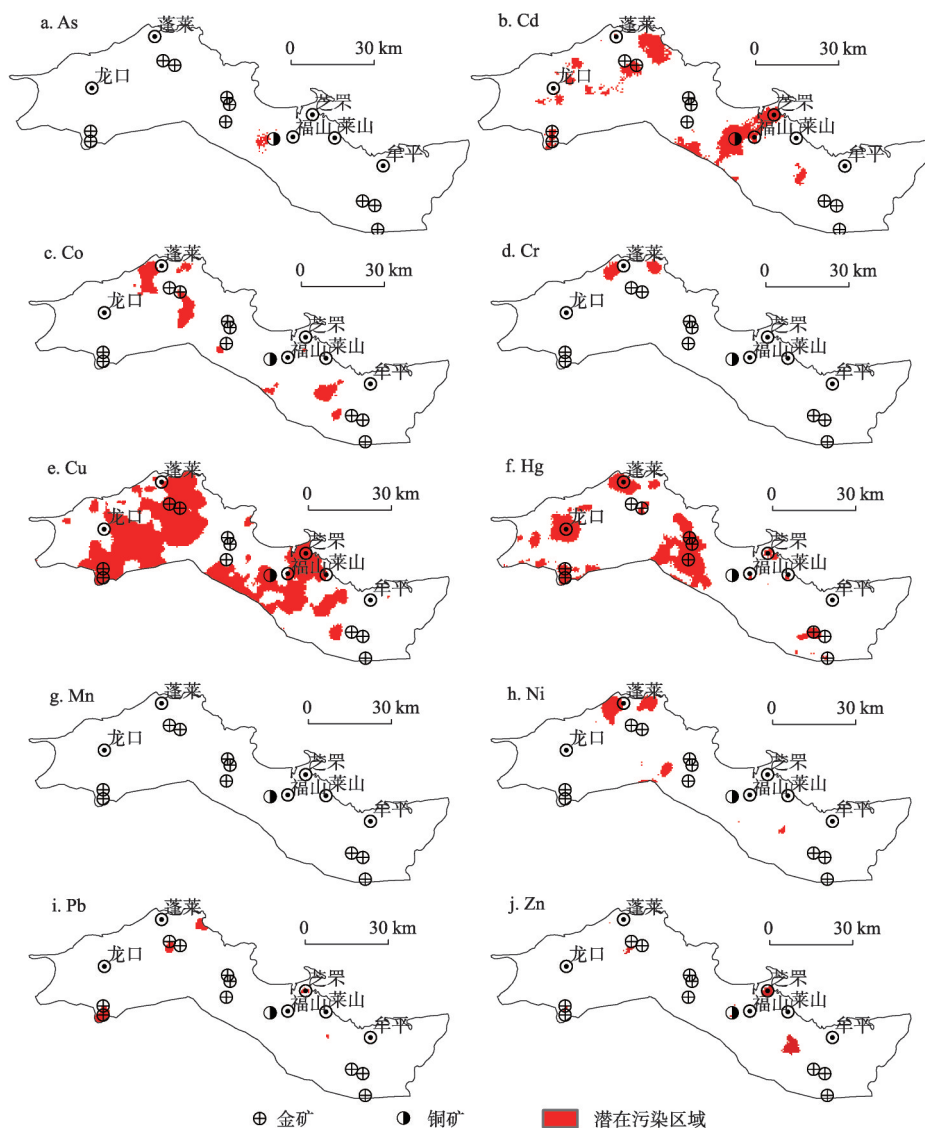 a. As
蓬莱
0 30 km
龙口
芝罘
福山 莱山
牟平
b. Cd
蓬莱
0 30 km
龙口
芝罘
福山 莱山
牟平
c. Co
蓬莱
0 30 km
龙口
芝罘
福山 莱山
牟平
d. Cr
蓬莱
0 30 km
龙口
芝罘
福山 莱山
牟平
e. Cu
蓬莱
0 30 km
龙口
芝罘
福山 莱山
牟平
f. Hg
蓬莱
0 30 km
龙口
芝罘
福山 莱山
牟平
g. Mn
蓬莱
0 30 km
龙口
芝罘
福山 莱山
牟平
h. Ni
蓬莱
0 30 km
龙口
芝罘
福山 莱山
牟平
i. Pb
蓬莱
0 30 km
龙口
芝罘
福山 莱山
牟平
j. Zn
蓬莱
0 30 km
龙口
芝罘
福山 莱山
牟平
金矿 铜矿 潜在污染区域